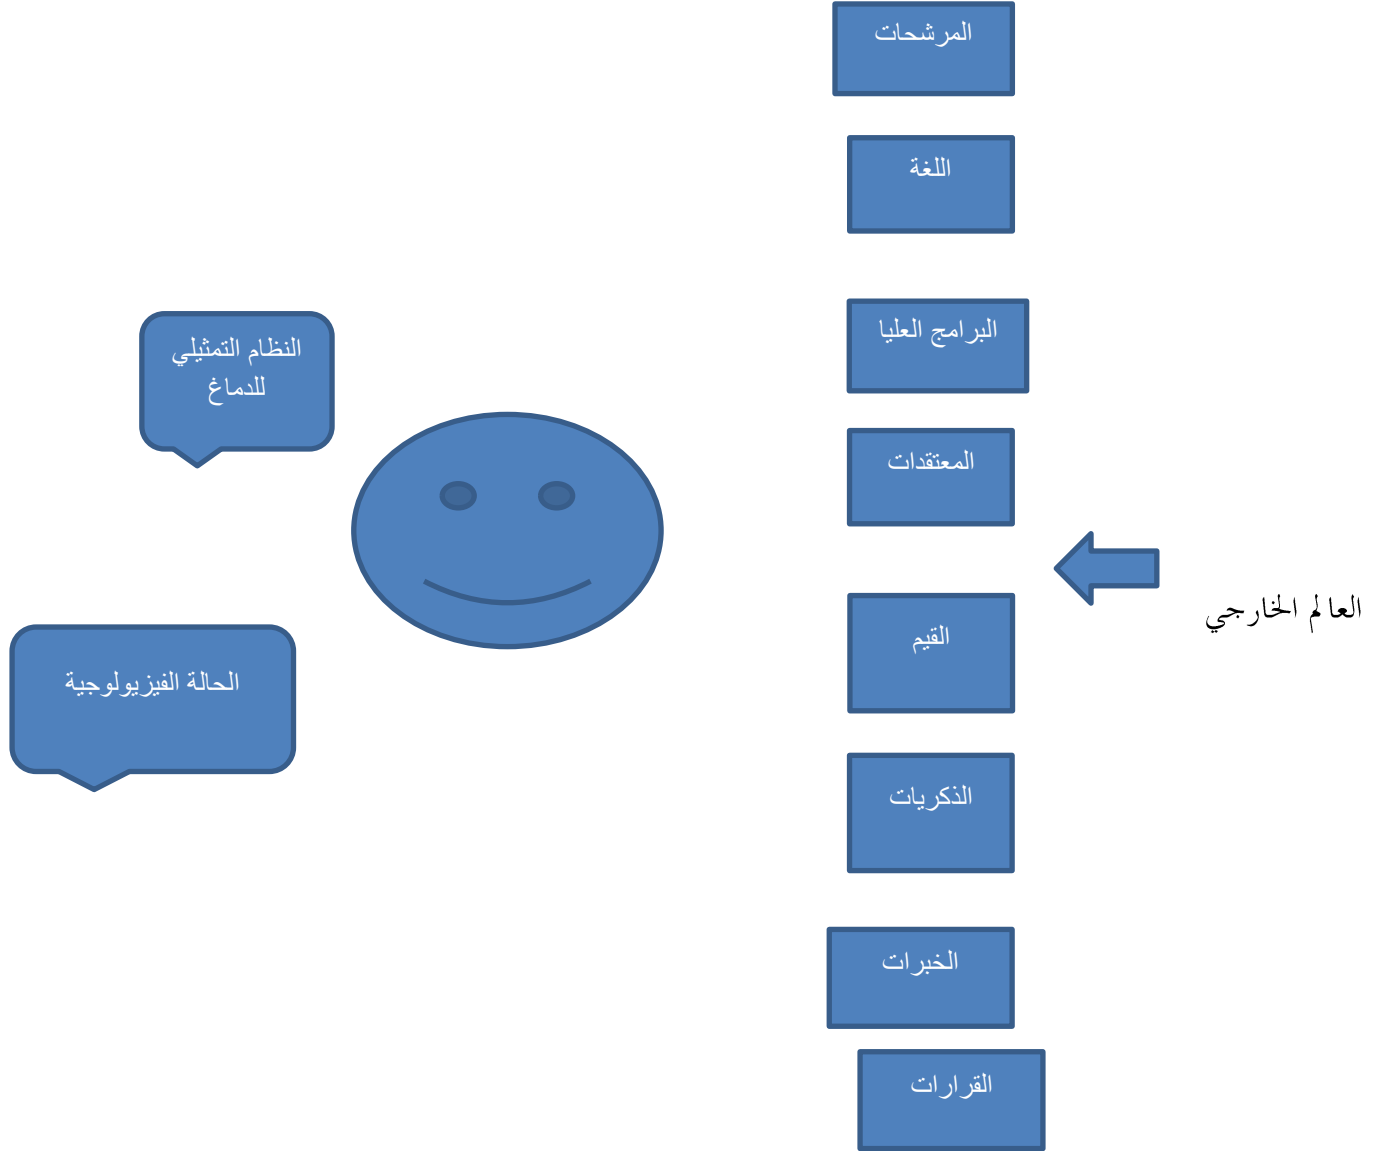 المرشحات
اللغة
البرامج العليا
المعتقدات
العالم الخارجي
القيم
الذكريات
الخبرات
القرارات
النظام التمثيلي
للدماغ
الحالة الفيزيولوجية